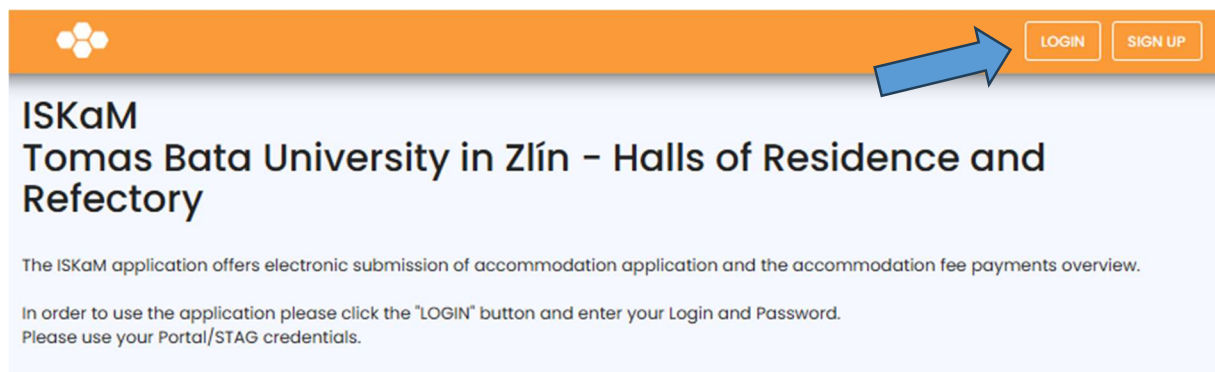 LOGIN
SIGN UP
ISKaM
Tomas Bata University in Zlín - Halls of Residence and
Refectory
The ISKaM application offers electronic submission of accommodation application and the accommodation fee payments overview.
In order to use the application please click the "LOGIN" button and enter your Login and Password.
Please use your Portal/STAG credentials.